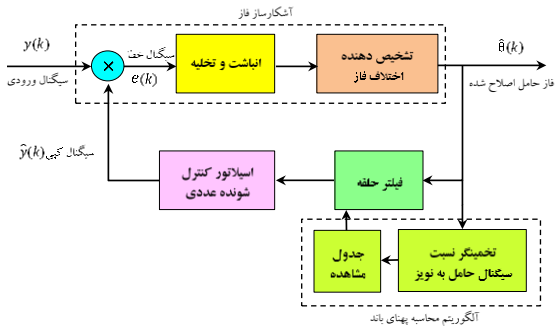 آشکارساز فاز
y(k)
سیگنال ورودی
سیگنال خطا
e(k)
انباشت و تخلیه
تشخیص دهنده
اختلاف فاز
θ̂(k)
فاز حامل اصلاح شده
سیگنال کپی ŷ(k)
اسیلاتور کنترل
شونده عددی
فیلتر حلقه
جدول
مشاهده
تخمینگر نسبت
سیگنال حامل به نویز
آلگوریتم محاسبه پهنای باند